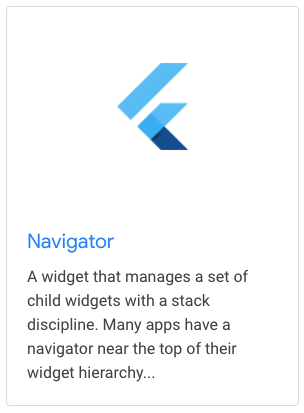 Navigator
A widget that manages a set of
child widgets with a stack
discipline. Many apps have a
navigator near the top of their
widget hierarchy...